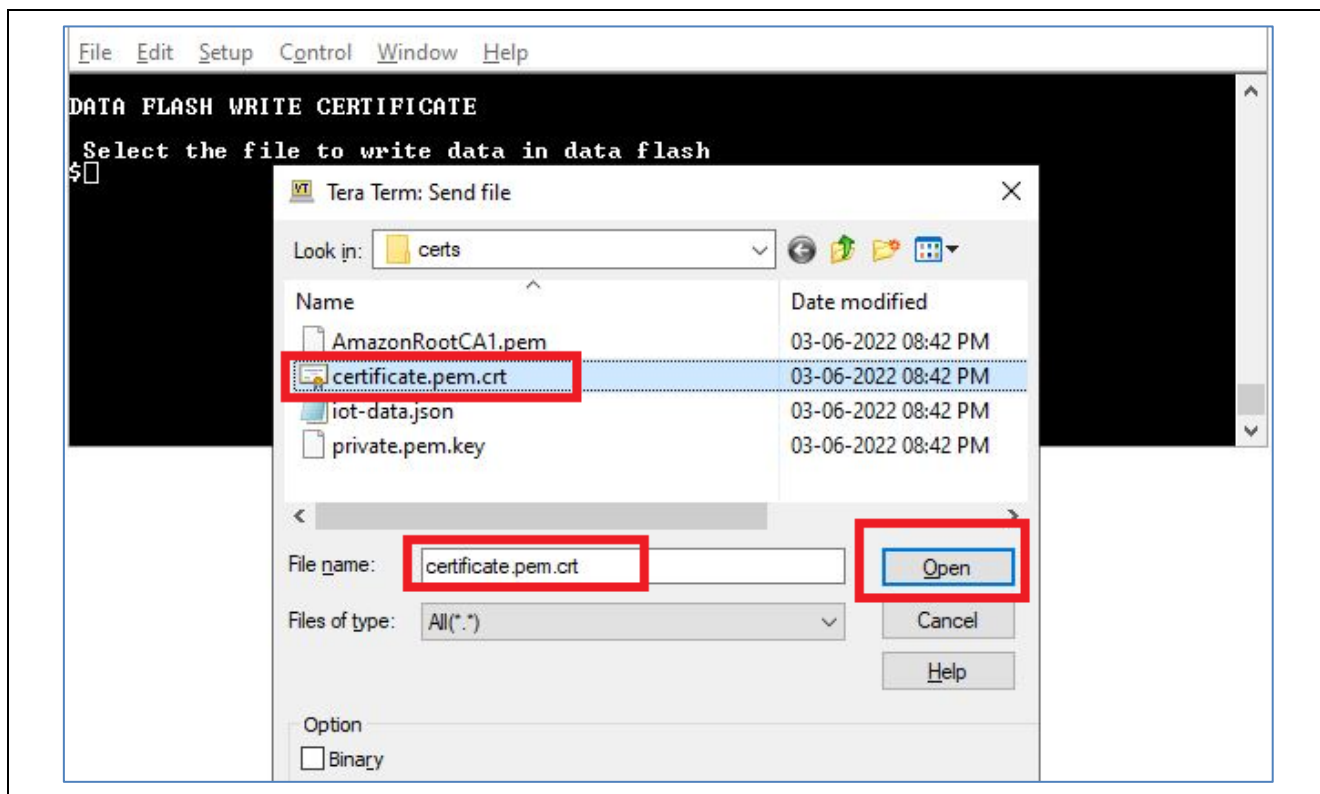 File Edit Setup Control Window Help
DATA FLASH WRITE CERTIFICATE
Select the file to write data in data flash
$
VT Tera Term: Send file
Look in: certs
Name Date modified
AmazonRootCA1.pem 03-06-2022 08:42 PM
certificate.pem.crt 03-06-2022 08:42 PM
iot-data.json 03-06-2022 08:42 PM
private.pem.key 03-06-2022 08:42 PM
File name: certificate.pem.crt Open
Files of type: All(*.*) Cancel
Help
Option
Binary